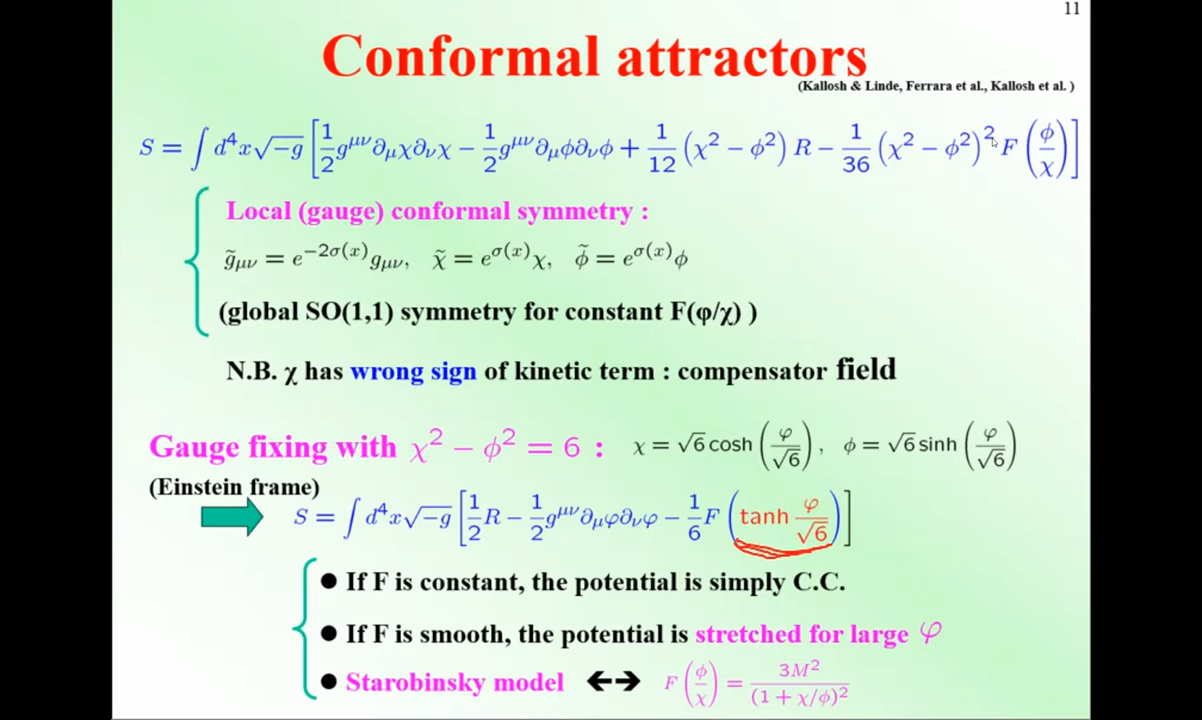 11
Conformal attractors
(Kallosh & Linde, Ferrara et al., Kallosh et al. )
S = ∫ d⁴x√−g [ 1/2 g^{μν}∂_μχ∂_νχ − 1/2 g^{μν}∂_μϕ∂_νϕ + 1/12 (χ² − ϕ²) R − 1/36 (χ² − ϕ²)² F (ϕ/χ) ]
Local (gauge) conformal symmetry :
g̃_{μν} = e^{−2σ(x)}g_{μν}, χ̃ = e^{σ(x)}χ, ϕ̃ = e^{σ(x)}ϕ
(global SO(1,1) symmetry for constant F(φ/χ) )
N.B. χ has wrong sign of kinetic term : compensator field
Gauge fixing with χ² − ϕ² = 6 : χ = √6 cosh (φ/√6), ϕ = √6 sinh (φ/√6)
(Einstein frame)
S = ∫ d⁴x√−g [ 1/2 R − 1/2 g^{μν}∂_μφ∂_νφ − 1/6 F (tanh φ/√6) ]
● If F is constant, the potential is simply C.C.
● If F is smooth, the potential is stretched for large φ
● Starobinsky model ↔ F (ϕ/χ) = 3M²/(1 + χ/ϕ)²